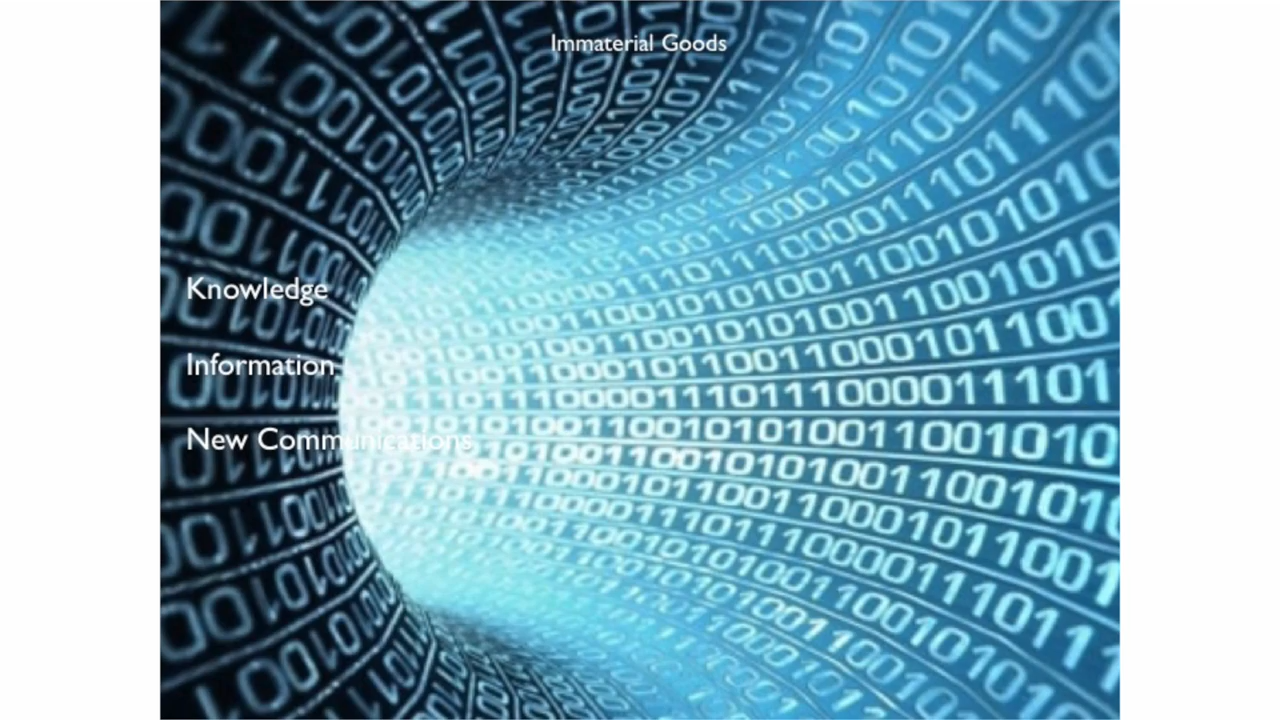 Immaterial Goods
Knowledge
Information
New Communications